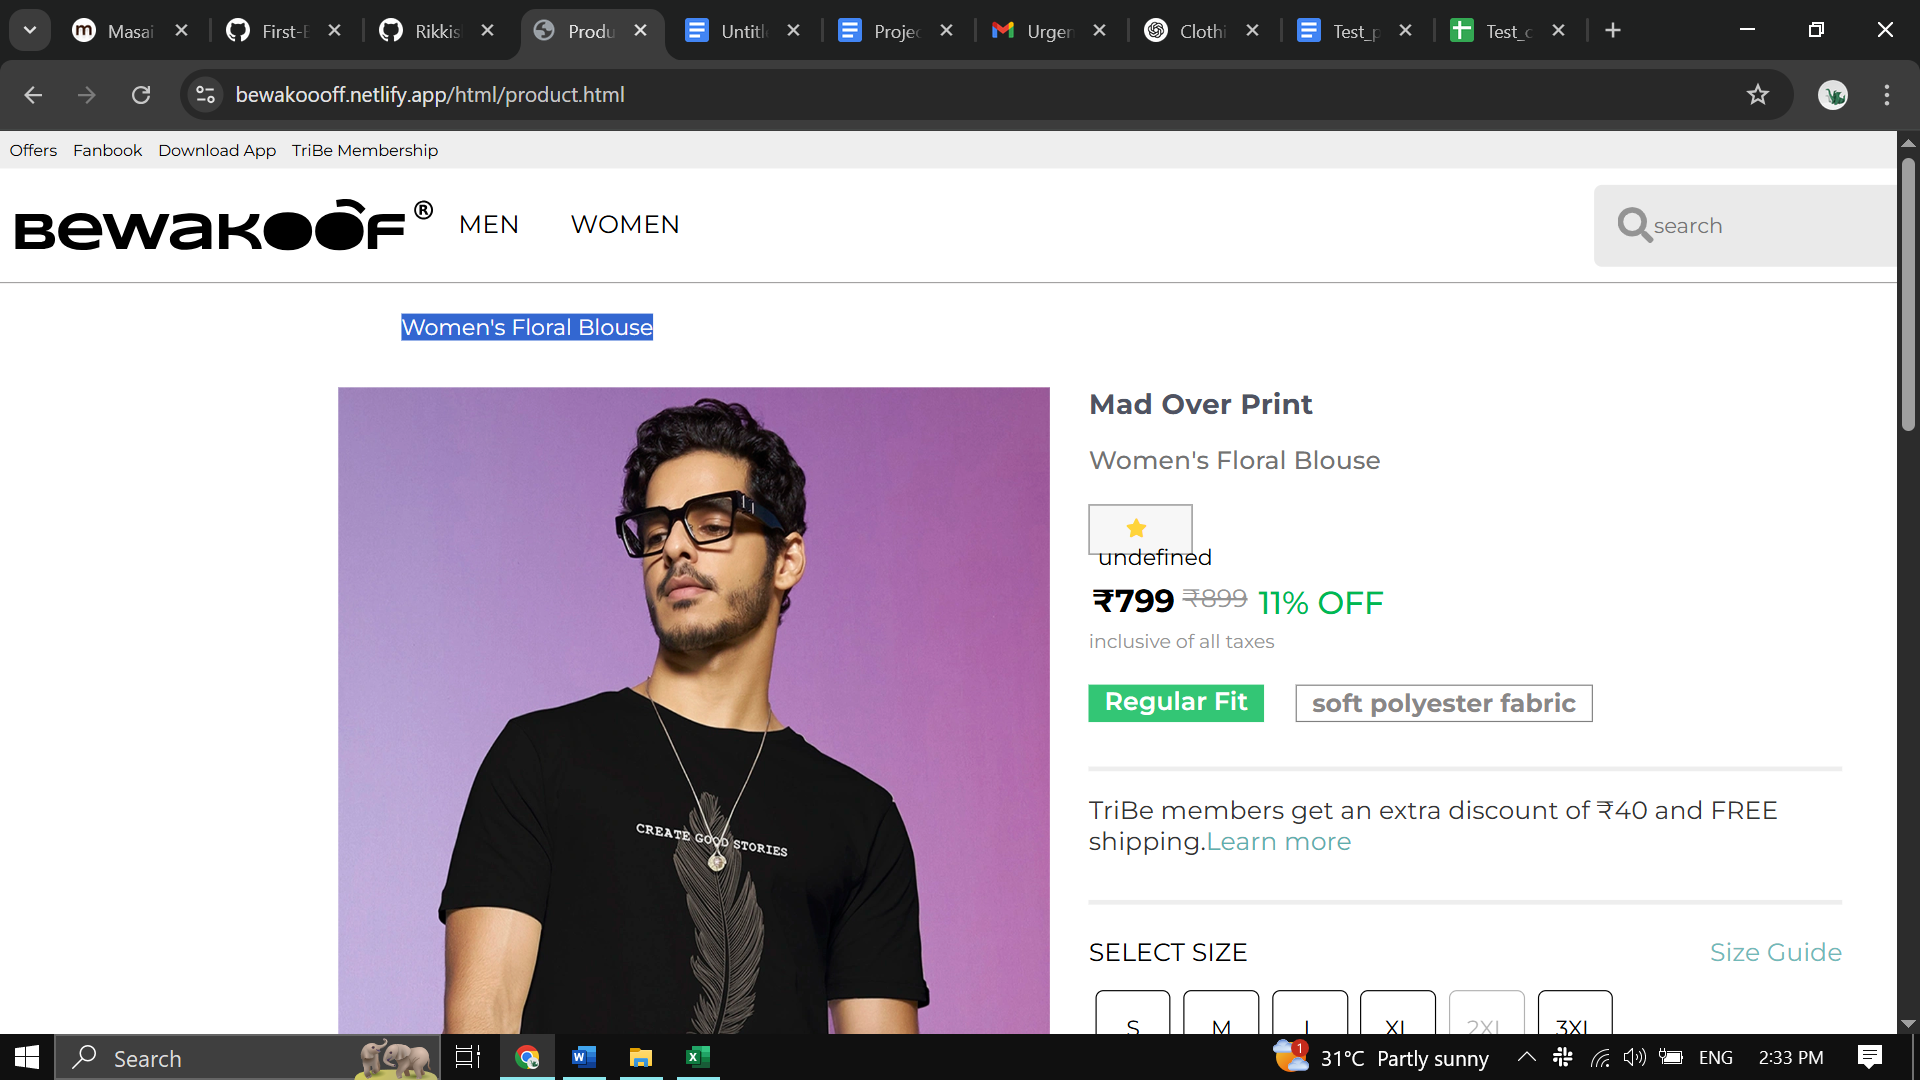 Masai
First-E
Rikkis
Produ
Untitl
Projec
Urgen
Clothi
Test_p
Test_c
bewakoooff.netlify.app/html/product.html
Offers Fanbook Download App TriBe Membership
BEWAKOOF ® MEN WOMEN search
Women's Floral Blouse
Mad Over Print
Women's Floral Blouse
undefined
₹799 ₹899 11% OFF
inclusive of all taxes
Regular Fit soft polyester fabric
TriBe members get an extra discount of ₹40 and FREE
shipping.Learn more
CREATE GOOD STORIES
SELECT SIZE Size Guide
S M L XL 2XL 3XL
Search 1 31°C Partly sunny ENG 2:33 PM